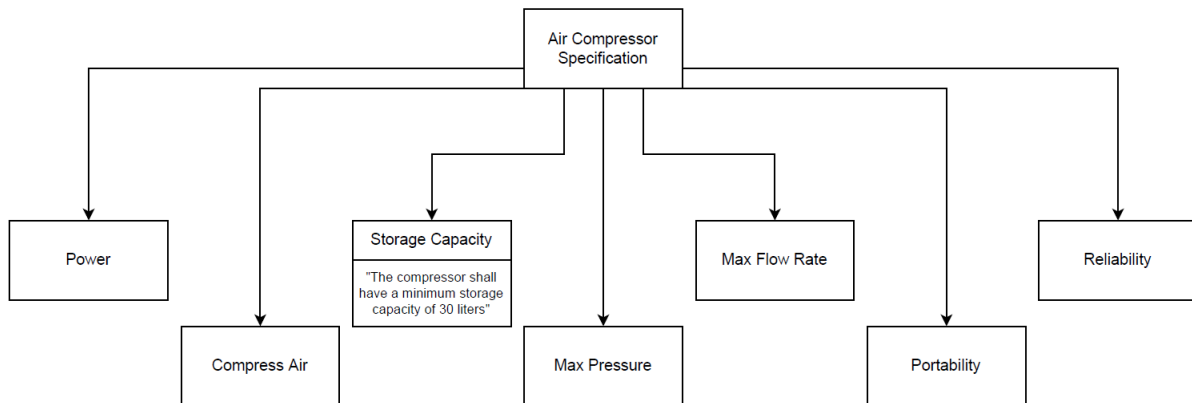 Air Compressor
Specification
Power
Storage Capacity
"The compressor shall
have a minimum storage
capacity of 30 liters"
Max Flow Rate
Reliability
Compress Air
Max Pressure
Portability